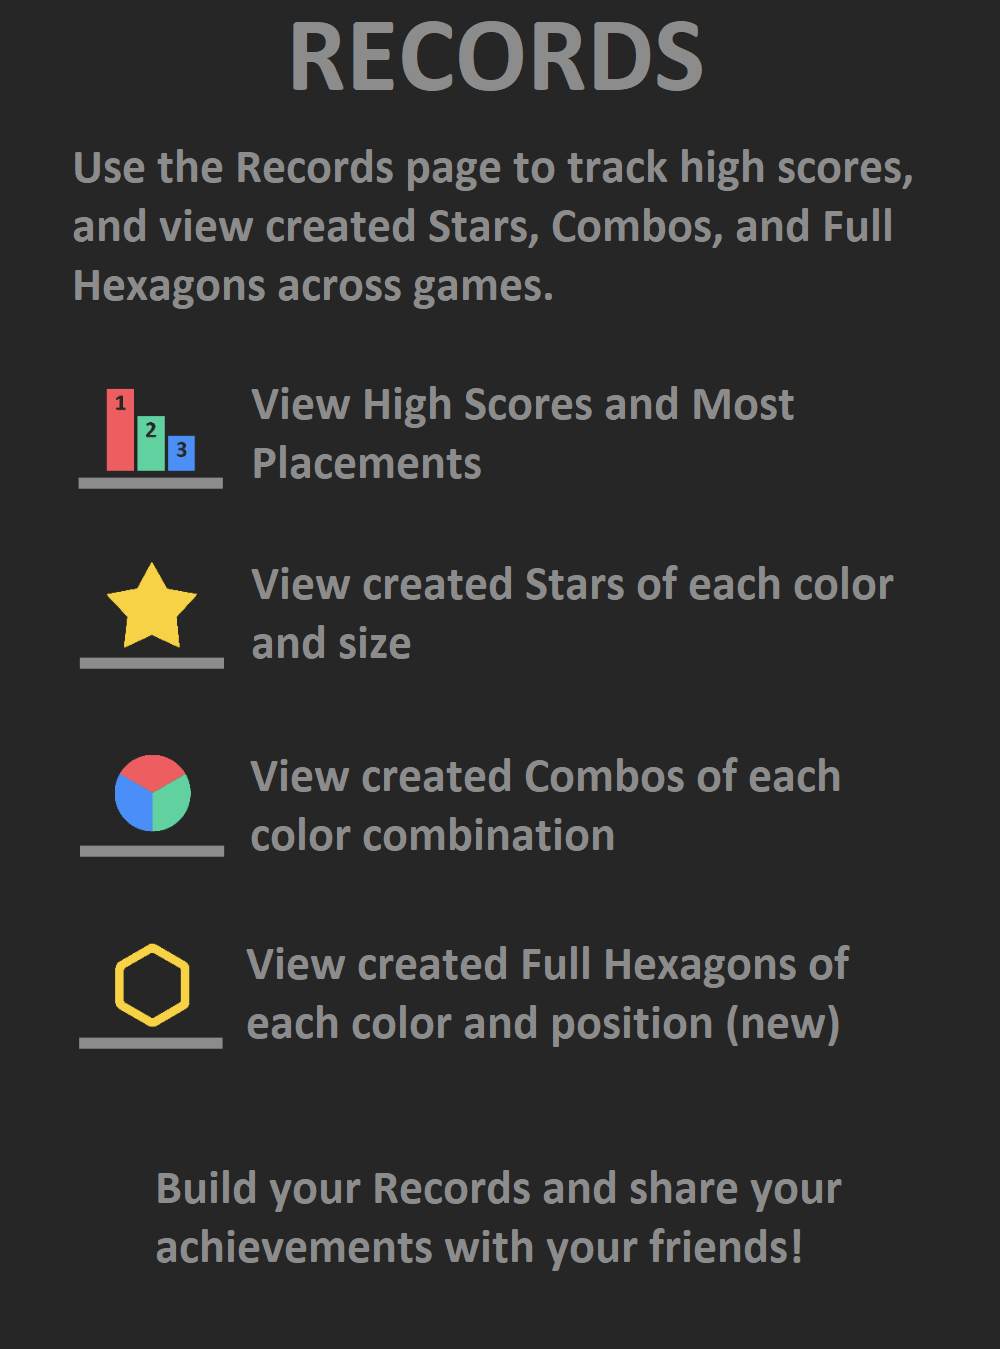 RECORDS
Use the Records page to track high scores,
and view created Stars, Combos, and Full
Hexagons across games.
1
2
3
View High Scores and Most
Placements
View created Stars of each color
and size
View created Combos of each
color combination
View created Full Hexagons of
each color and position (new)
Build your Records and share your
achievements with your friends!